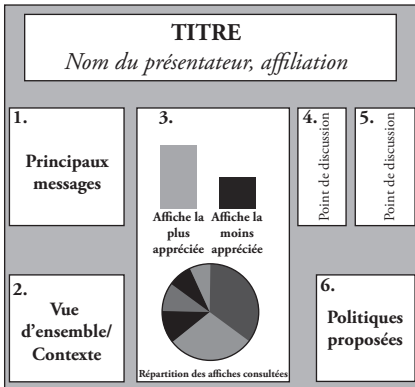 TITRE
Nom du présentateur, affiliation
1.
Principaux
messages
2.
Vue
d'ensemble/
Contexte
3.
Affiche la
plus
appréciée
Affiche la
moins
appréciée
Répartition des affiches consultées
4.
Point de discussion
5.
Point de discussion
6.
Politiques
proposées